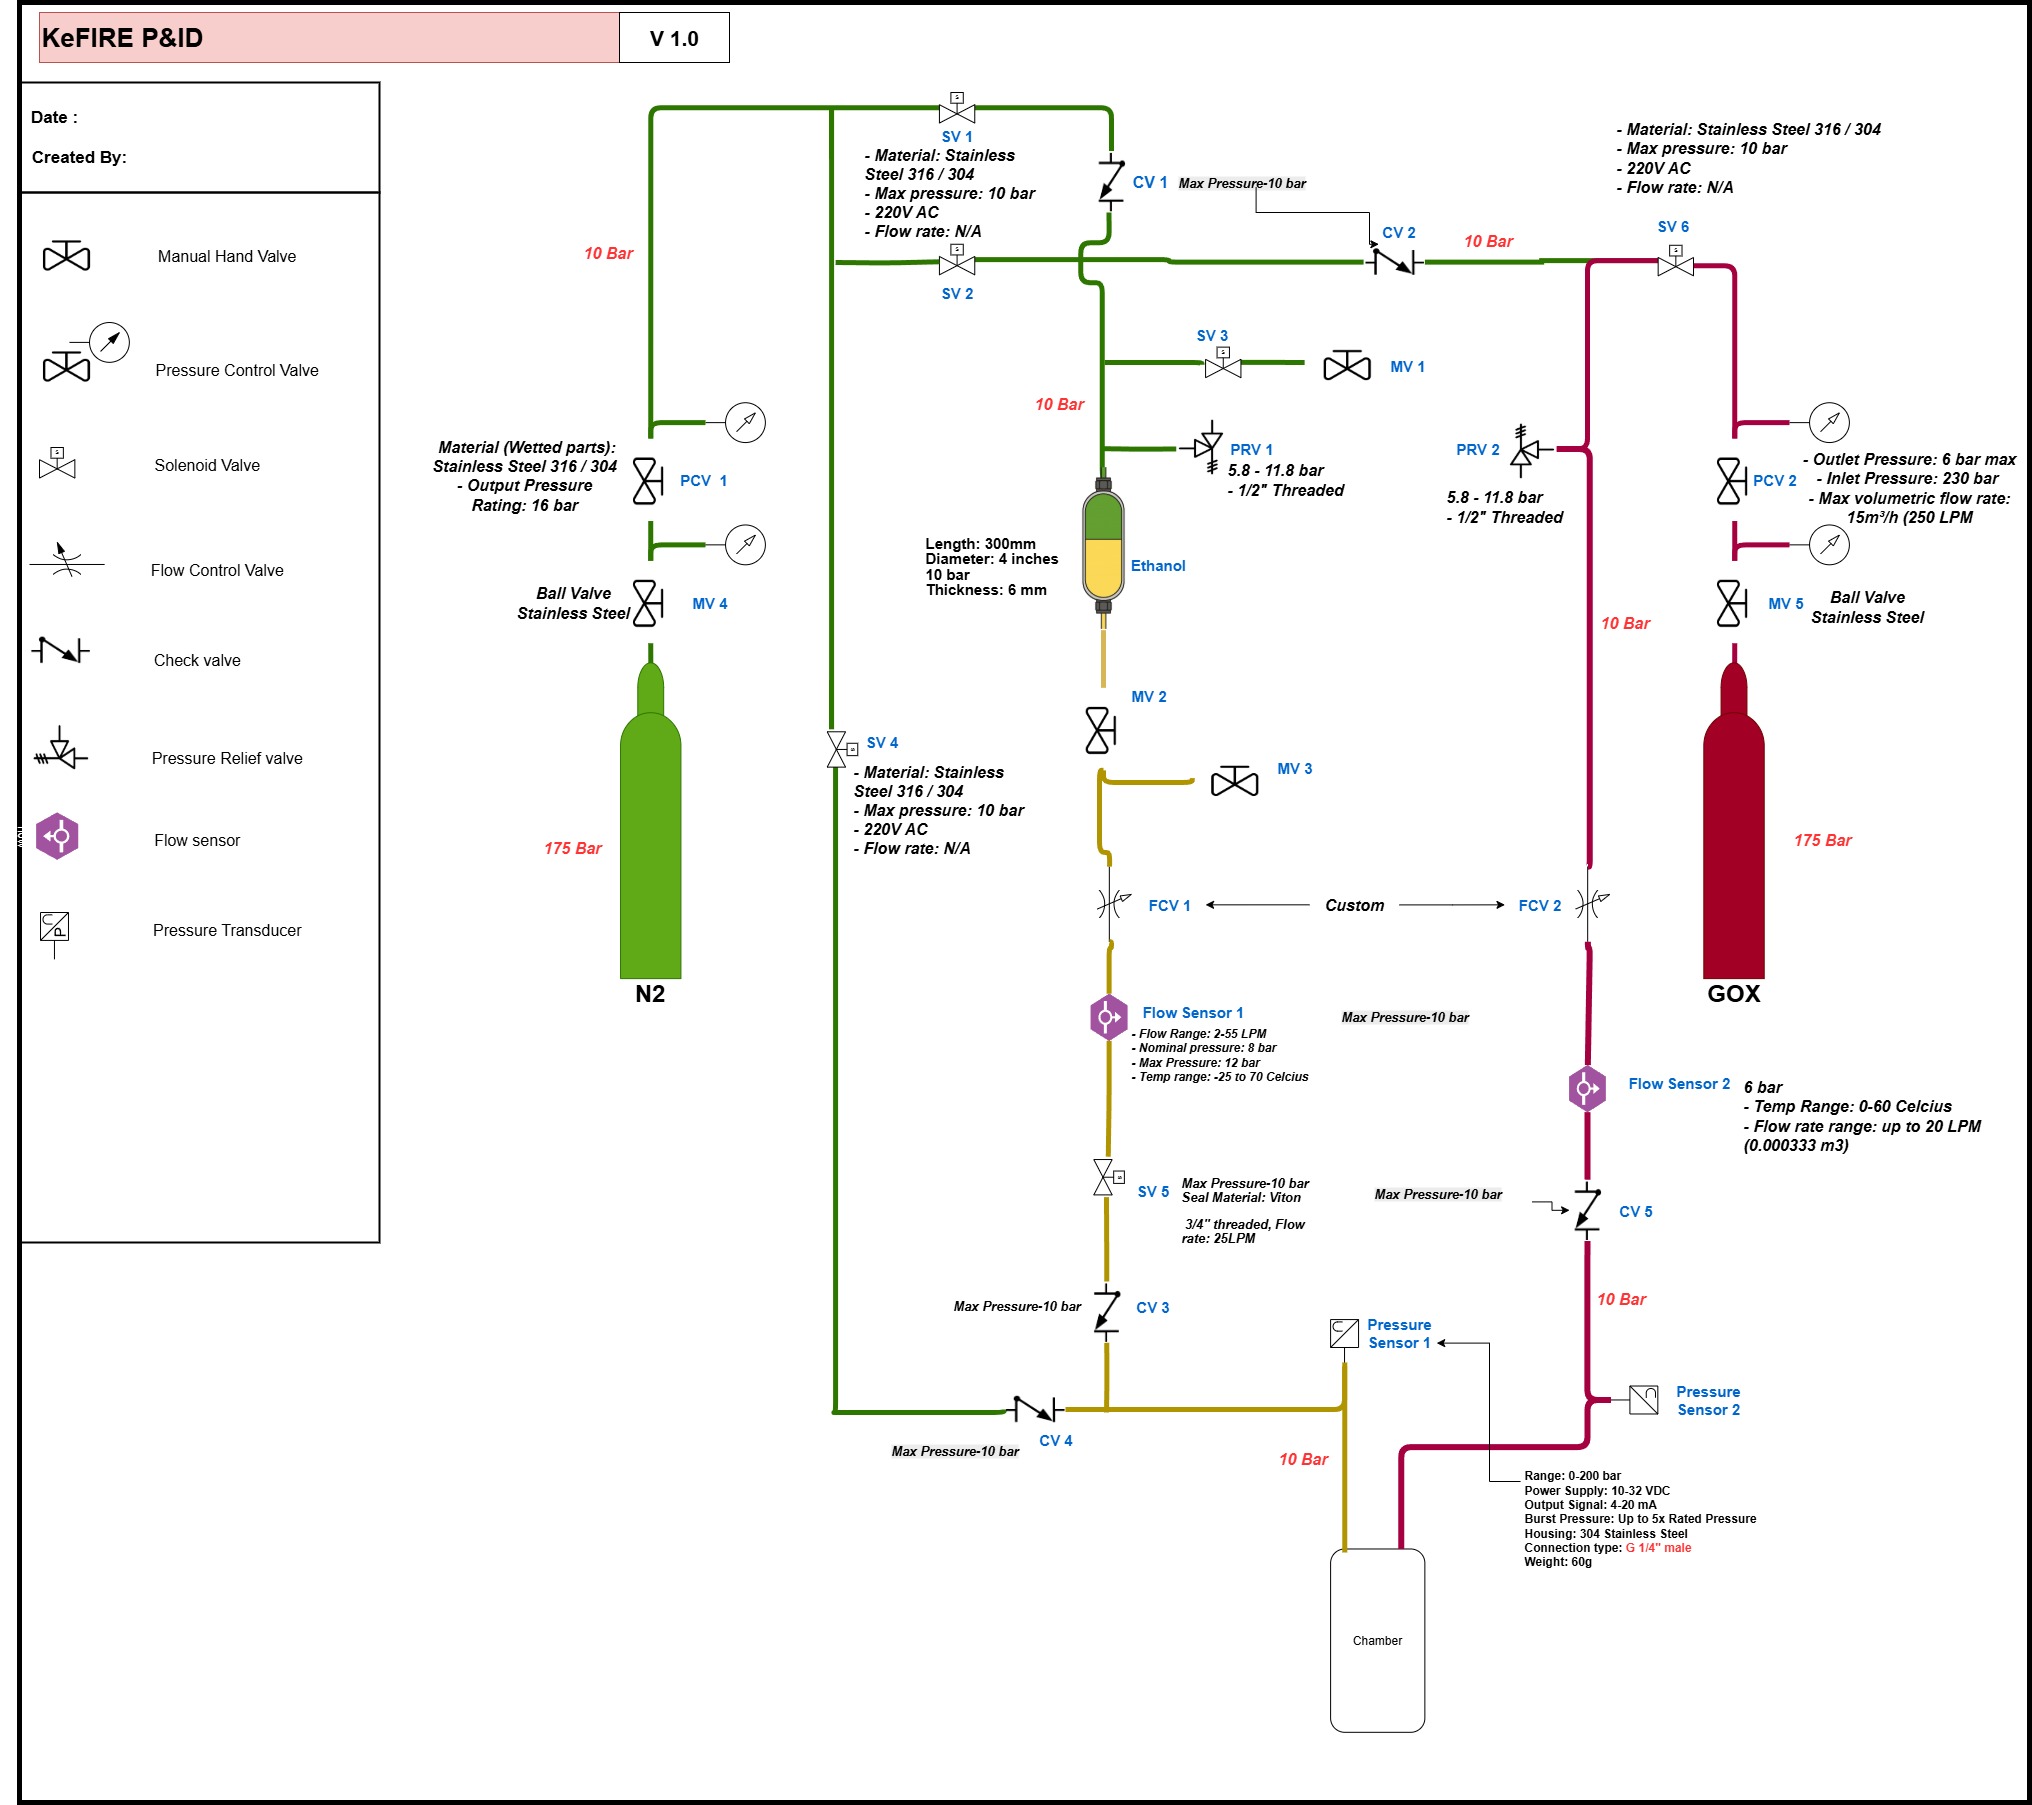 KeFIRE P&ID
V 1.0
Date :
Created By:
Manual Hand Valve
Pressure Control Valve
Solenoid Valve
Flow Control Valve
Check valve
Pressure Relief valve
Flow sensor
Pressure Transducer
SV 1
- Material: Stainless
Steel 316 / 304
- Max pressure: 10 bar
- 220V AC
- Flow rate: N/A
SV 2
CV 1
Max Pressure-10 bar
CV 2
10 Bar
- Material: Stainless Steel 316 / 304
- Max pressure: 10 bar
- 220V AC
- Flow rate: N/A
SV 6
10 Bar
SV 3
MV 1
10 Bar
PRV 1
5.8 - 11.8 bar
- 1/2" Threaded
PRV 2
5.8 - 11.8 bar
- 1/2" Threaded
Material (Wetted parts):
Stainless Steel 316 / 304
- Output Pressure
Rating: 16 bar
PCV 1
- Outlet Pressure: 6 bar max
- Inlet Pressure: 230 bar
- Max volumetric flow rate:
15m³/h (250 LPM
PCV 2
Length: 300mm
Diameter: 4 inches
10 bar
Thickness: 6 mm
Ethanol
Ball Valve
Stainless Steel
MV 4
MV 5
Ball Valve
Stainless Steel
10 Bar
MV 2
MV 3
SV 4
- Material: Stainless
Steel 316 / 304
- Max pressure: 10 bar
- 220V AC
- Flow rate: N/A
175 Bar
175 Bar
N2
GOX
FCV 1
Custom
FCV 2
Flow Sensor 1
- Flow Range: 2-55 LPM
- Nominal pressure: 8 bar
- Max Pressure: 12 bar
- Temp range: -25 to 70 Celcius
Max Pressure-10 bar
Flow Sensor 2
6 bar
- Temp Range: 0-60 Celcius
- Flow rate range: up to 20 LPM
(0.000333 m3)
SV 5
Max Pressure-10 bar
Seal Material: Viton
3/4" threaded, Flow
rate: 25LPM
Max Pressure-10 bar
CV 5
Max Pressure-10 bar
CV 3
10 Bar
Pressure
Sensor 1
Pressure
Sensor 2
CV 4
Max Pressure-10 bar
10 Bar
Range: 0-200 bar
Power Supply: 10-32 VDC
Output Signal: 4-20 mA
Burst Pressure: Up to 5x Rated Pressure
Housing: 304 Stainless Steel
Connection type: G 1/4" male
Weight: 60g
Chamber